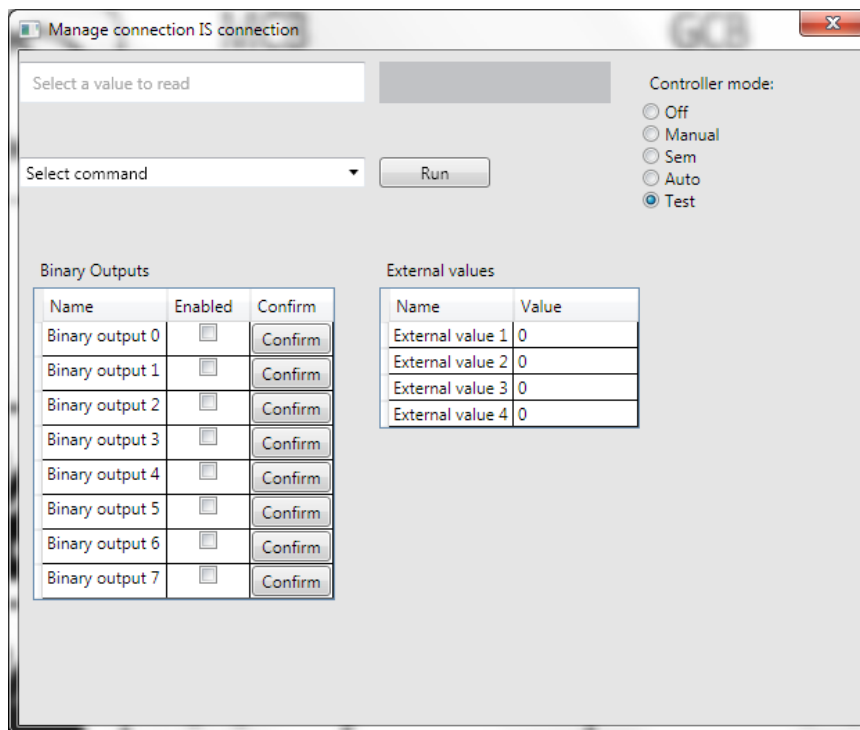 Manage connection IS connection
MCB
GCB
Select a value to read
Controller mode:
Off
Manual
Sem
Auto
Test
Select command
Run
Binary Outputs
Name Enabled Confirm
Binary output 0 Confirm
Binary output 1 Confirm
Binary output 2 Confirm
Binary output 3 Confirm
Binary output 4 Confirm
Binary output 5 Confirm
Binary output 6 Confirm
Binary output 7 Confirm
External values
Name Value
External value 1 0
External value 2 0
External value 3 0
External value 4 0